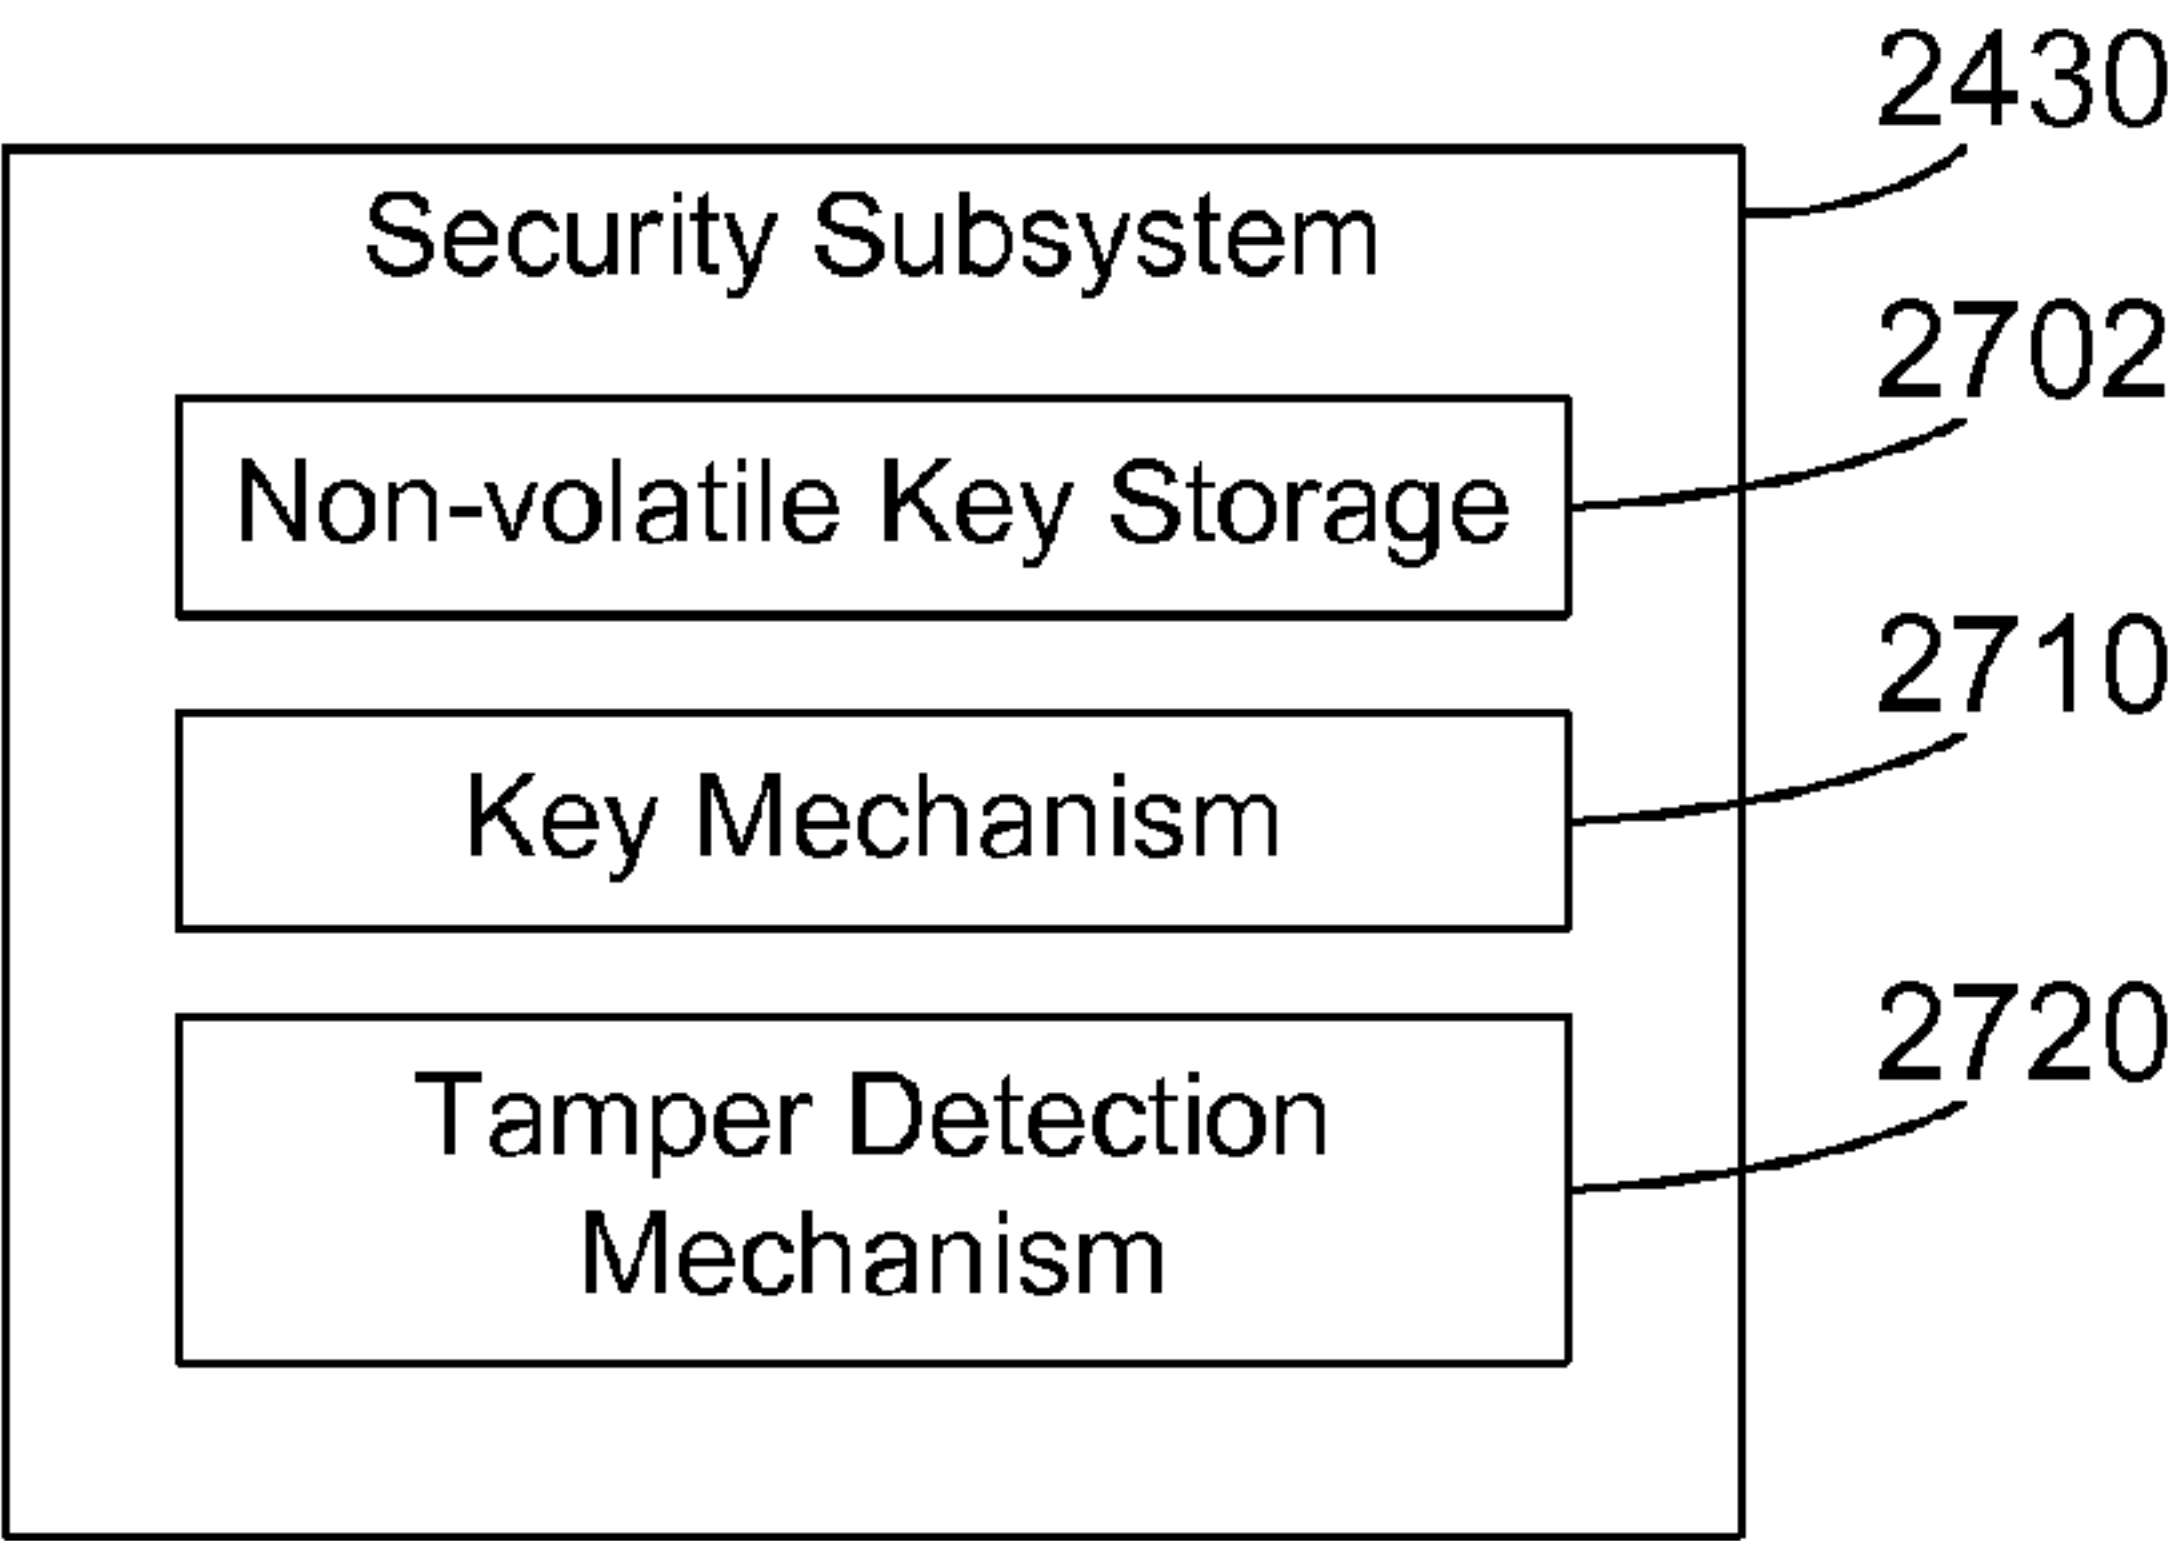 2430
Security Subsystem
2702
Non-volatile Key Storage
2710
Key Mechanism
2720
Tamper Detection
Mechanism